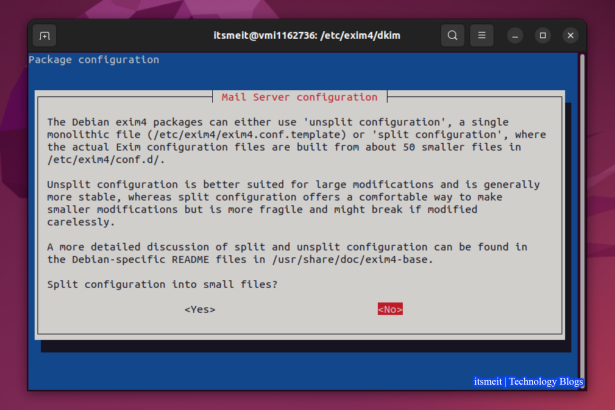 itsmeit@vmi1162736: /etc/exim4/dkim
Package configuration
Mail Server configuration
The Debian exim4 packages can either use 'unsplit configuration', a single
monolithic file (/etc/exim4/exim4.conf.template) or 'split configuration', where
the actual Exim configuration files are built from about 50 smaller files in
/etc/exim4/conf.d/.
Unsplit configuration is better suited for large modifications and is generally
more stable, whereas split configuration offers a comfortable way to make
smaller modifications but is more fragile and might break if modified
carelessly.
A more detailed discussion of split and unsplit configuration can be found in
the Debian-specific README files in /usr/share/doc/exim4-base.
Split configuration into small files?
<Yes> <No>
itsmeit | Technology Blogs